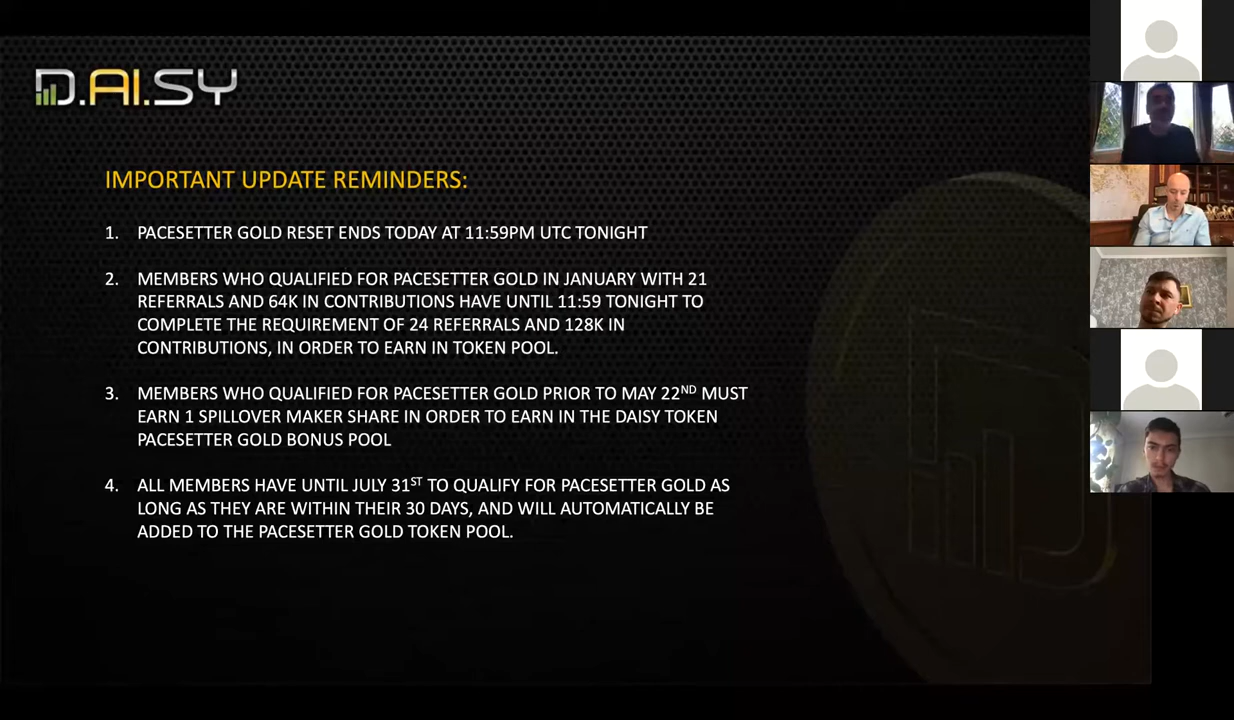 D.AI.SY
IMPORTANT UPDATE REMINDERS:
1. PACESETTER GOLD RESET ENDS TODAY AT 11:59PM UTC TONIGHT
2. MEMBERS WHO QUALIFIED FOR PACESETTER GOLD IN JANUARY WITH 21
REFERRALS AND 64K IN CONTRIBUTIONS HAVE UNTIL 11:59 TONIGHT TO
COMPLETE THE REQUIREMENT OF 24 REFERRALS AND 128K IN
CONTRIBUTIONS, IN ORDER TO EARN IN TOKEN POOL.
3. MEMBERS WHO QUALIFIED FOR PACESETTER GOLD PRIOR TO MAY 22ND MUST
EARN 1 SPILLOVER MAKER SHARE IN ORDER TO EARN IN THE DAISY TOKEN
PACESETTER GOLD BONUS POOL
4. ALL MEMBERS HAVE UNTIL JULY 31ST TO QUALIFY FOR PACESETTER GOLD AS
LONG AS THEY ARE WITHIN THEIR 30 DAYS, AND WILL AUTOMATICALLY BE
ADDED TO THE PACESETTER GOLD TOKEN POOL.